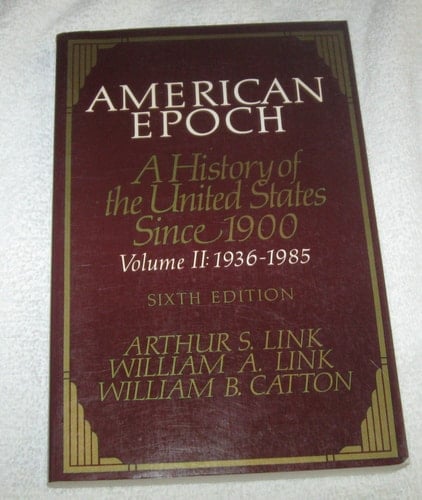 AMERICAN
EPOCH
A History of
the United States
Since 1900
Volume II: 1936-1985
SIXTH EDITION
ARTHUR S. LINK
WILLIAM A. LINK
WILLIAM B. CATTON